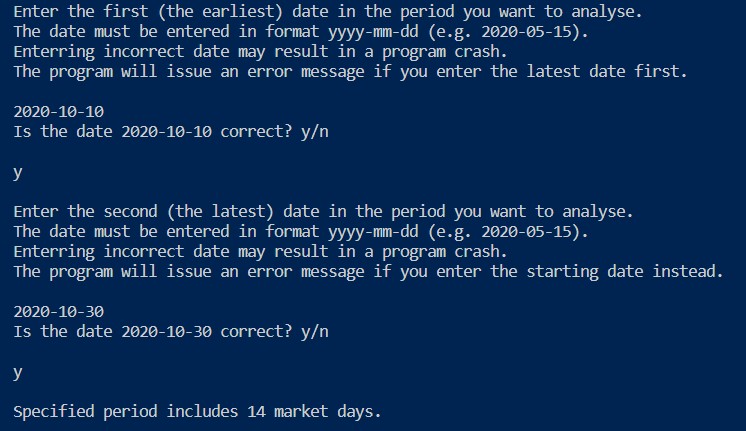 Enter the first (the earliest) date in the period you want to analyse.
The date must be entered in format yyyy-mm-dd (e.g. 2020-05-15).
Enterring incorrect date may result in a program crash.
The program will issue an error message if you enter the latest date first.
2020-10-10
Is the date 2020-10-10 correct? y/n
y
Enter the second (the latest) date in the period you want to analyse.
The date must be entered in format yyyy-mm-dd (e.g. 2020-05-15).
Enterring incorrect date may result in a program crash.
The program will issue an error message if you enter the starting date instead.
2020-10-30
Is the date 2020-10-30 correct? y/n
y
Specified period includes 14 market days.